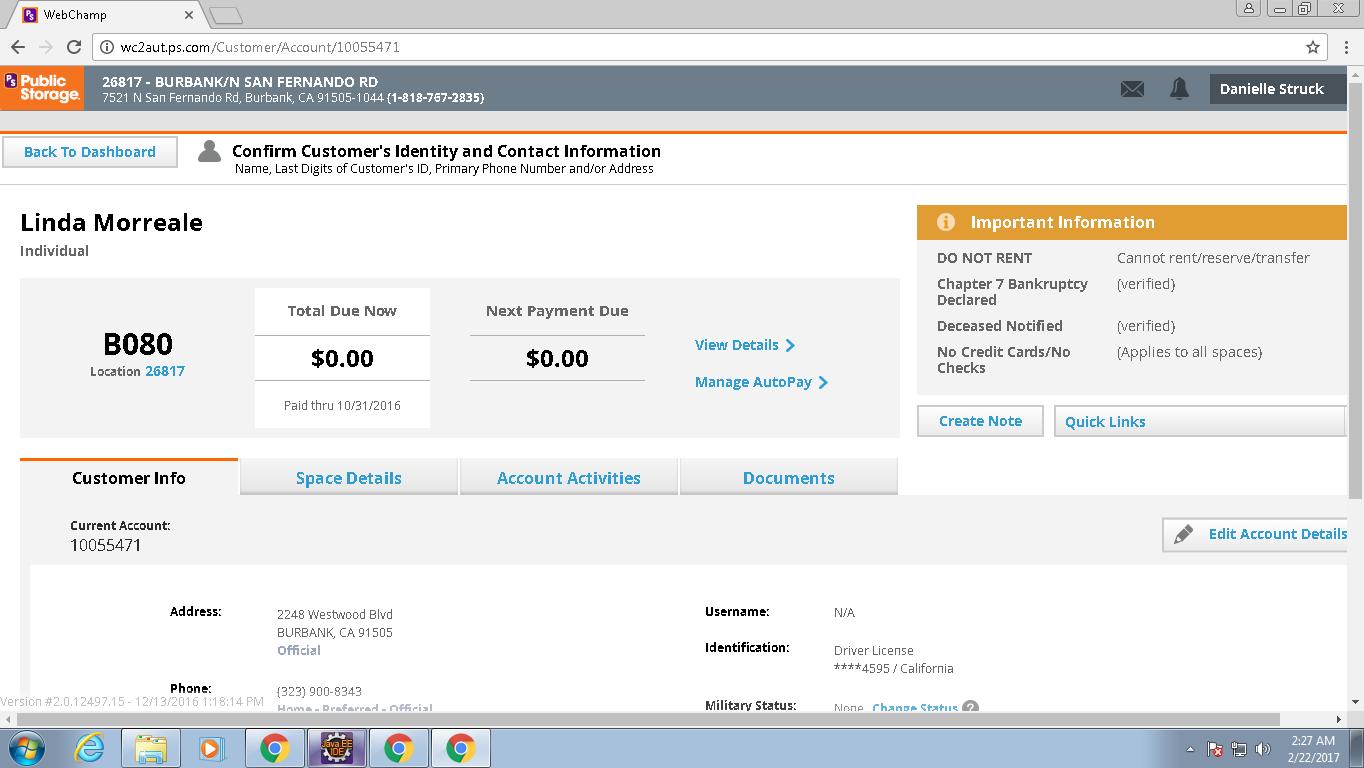 WebChamp
wc2aut.ps.com/Customer/Account/10055471
Ps Public Storage.
26817 - BURBANK/N SAN FERNANDO RD
7521 N San Fernando Rd, Burbank, CA 91505-1044 (1-818-767-2835)
Danielle Struck
Back To Dashboard
Confirm Customer's Identity and Contact Information
Name, Last Digits of Customer's ID, Primary Phone Number and/or Address
Linda Morreale
Individual
B080
Location 26817
Total Due Now
$0.00
Paid thru 10/31/2016
Next Payment Due
$0.00
View Details
Manage AutoPay
Important Information
DO NOT RENT Cannot rent/reserve/transfer
Chapter 7 Bankruptcy Declared (verified)
Deceased Notified (verified)
No Credit Cards/No Checks (Applies to all spaces)
Create Note
Quick Links
Customer Info
Space Details
Account Activities
Documents
Current Account:
10055471
Edit Account Details
Address:
2248 Westwood Blvd
BURBANK, CA 91505
Official
Phone:
(323) 900-8343
Home - Preferred - Official
Username: N/A
Identification: Driver License
****4595 / California
Military Status: None Change Status ?
Version #2.0.12497.15 - 12/13/2016 1:18:14 PM
Java EE
IDE
2:27 AM
2/22/2017